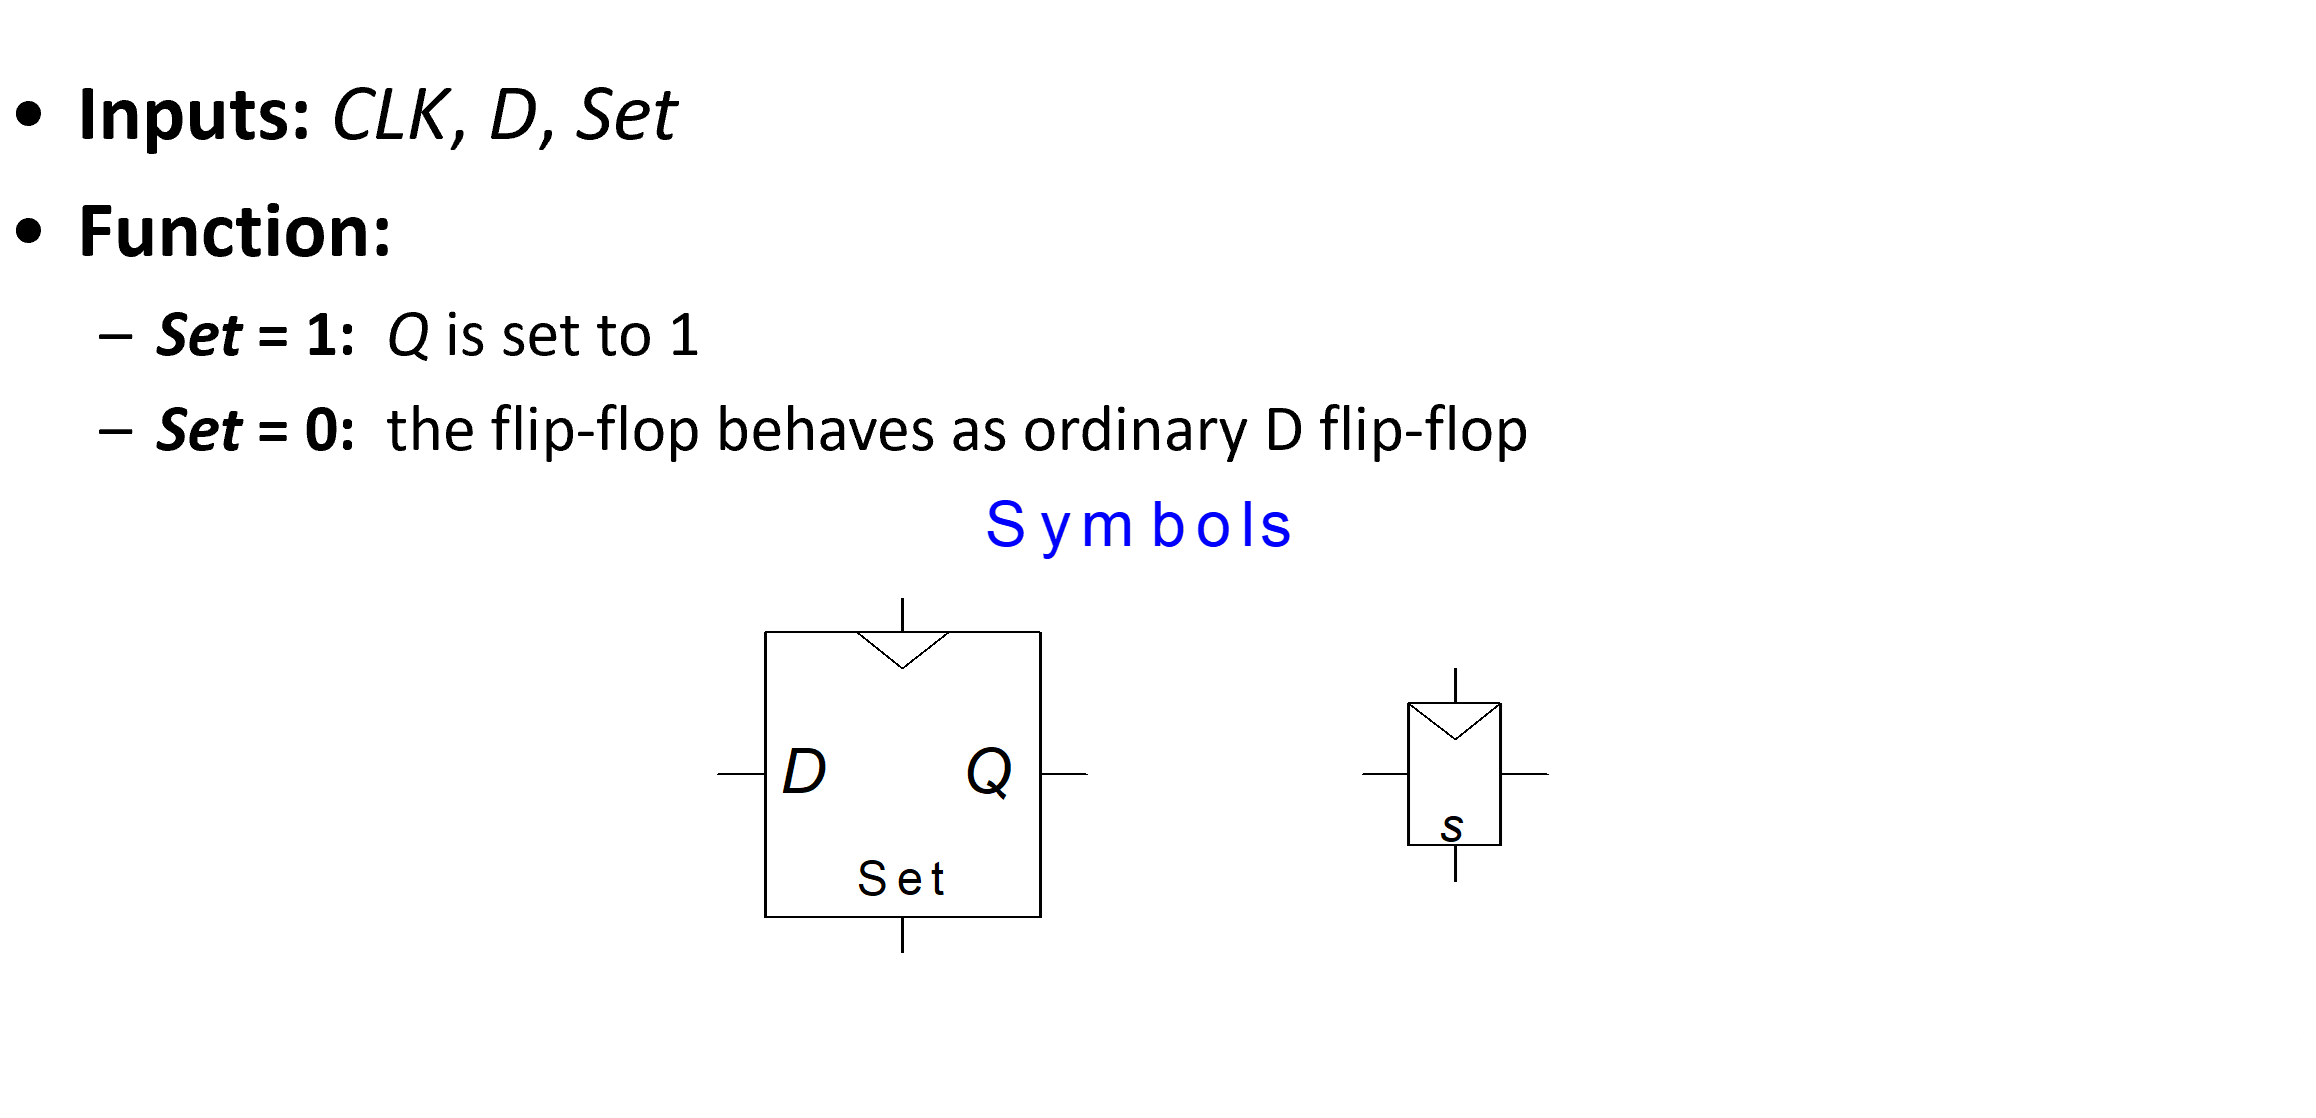 • Inputs: CLK, D, Set
• Function:
– Set = 1: Q is set to 1
– Set = 0: the flip-flop behaves as ordinary D flip-flop
Symbols
D Q
Set
s